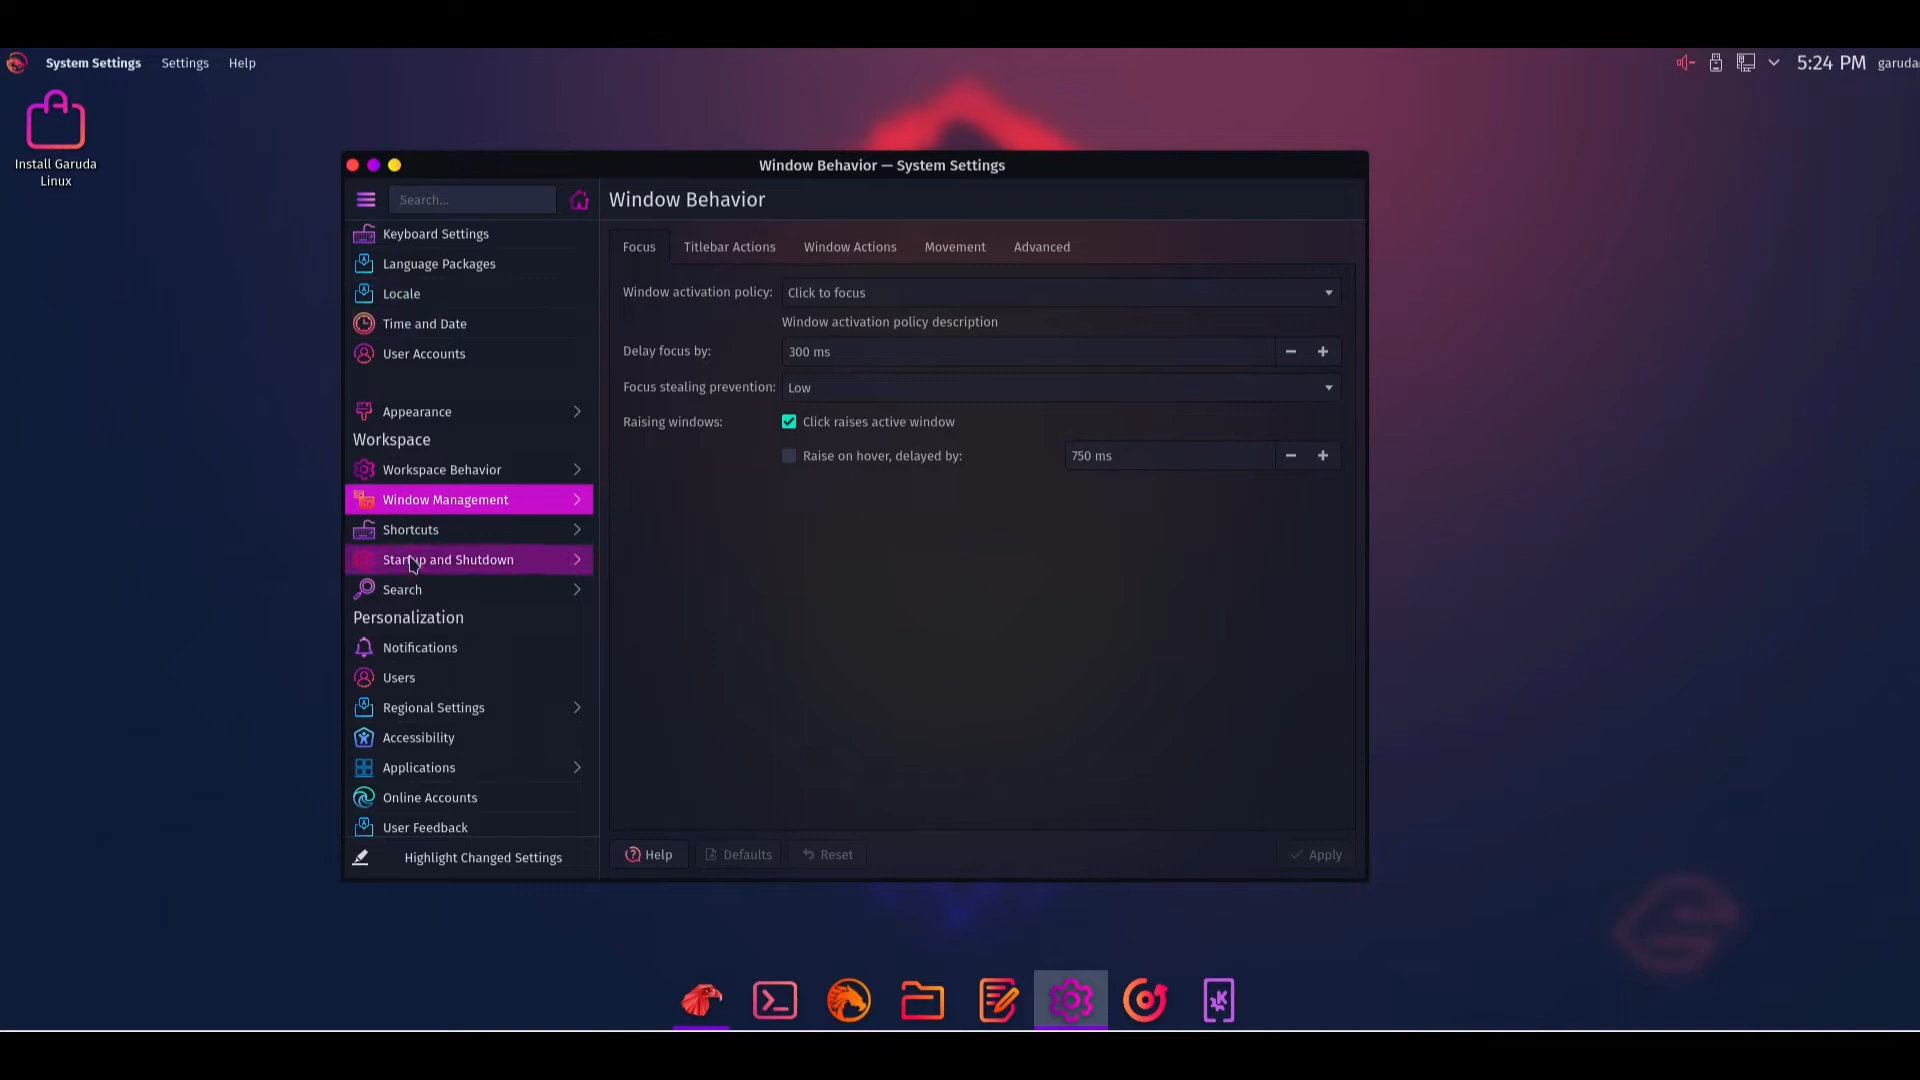 System Settings Settings Help
5:24 PM garuda
Install Garuda
Linux
Window Behavior — System Settings
Search...
Window Behavior
Keyboard Settings
Language Packages
Locale
Time and Date
User Accounts
Appearance
Workspace
Workspace Behavior
Window Management
Shortcuts
Startup and Shutdown
Search
Personalization
Notifications
Users
Regional Settings
Accessibility
Applications
Online Accounts
User Feedback
Highlight Changed Settings
Focus Titlebar Actions Window Actions Movement Advanced
Window activation policy: Click to focus
Window activation policy description
Delay focus by: 300 ms
Focus stealing prevention: Low
Raising windows: Click raises active window
Raise on hover, delayed by: 750 ms
Help Defaults Reset Apply